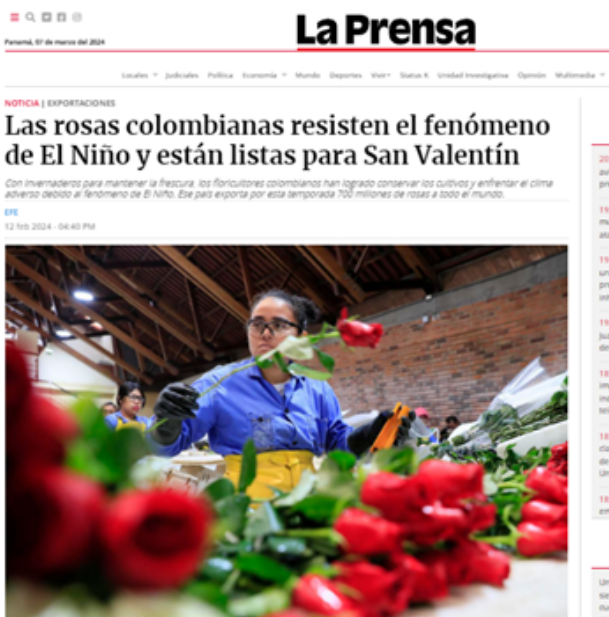 La Prensa
Panamá, 07 de marzo del 2024
Locales Judiciales Política Economía Mundo Deportes Vivir+ Status K Unidad Investigativa Opinión Multimedia
NOTICIA | EXPORTACIONES
Las rosas colombianas resisten el fenómeno
de El Niño y están listas para San Valentín
Con invernaderos para mantener la frescura, los floricultores colombianos han logrado conservar los cultivos y enfrentar el clima
adverso debido al fenómeno de El Niño. Ese país exporta por esta temporada 700 millones de rosas a todo el mundo.
EFE
12 feb 2024 - 04:40 PM